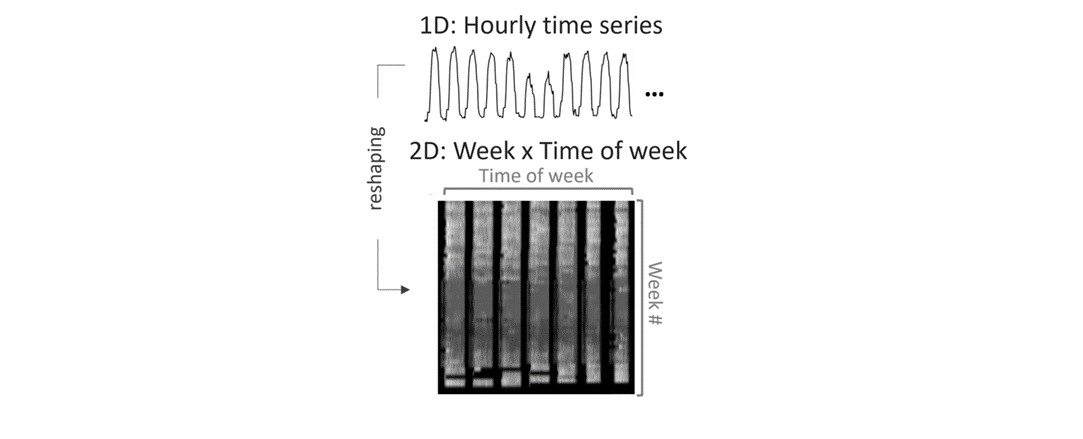 1D: Hourly time series
...
reshaping
2D: Week x Time of week
Time of week
Week #